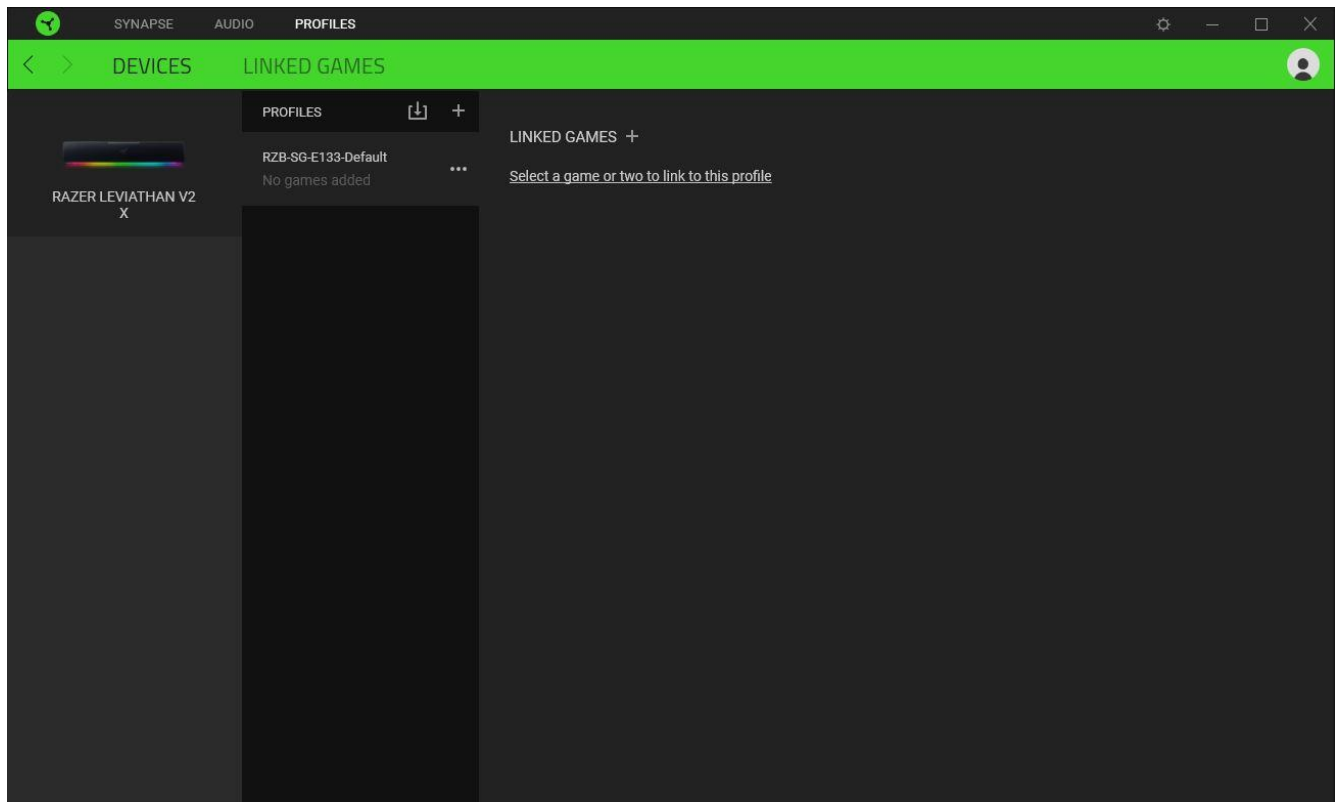 SYNAPSE AUDIO PROFILES
DEVICES LINKED GAMES
PROFILES
RZB-SG-E133-Default
No games added
RAZER LEVIATHAN V2
X
LINKED GAMES
Select a game or two to link to this profile